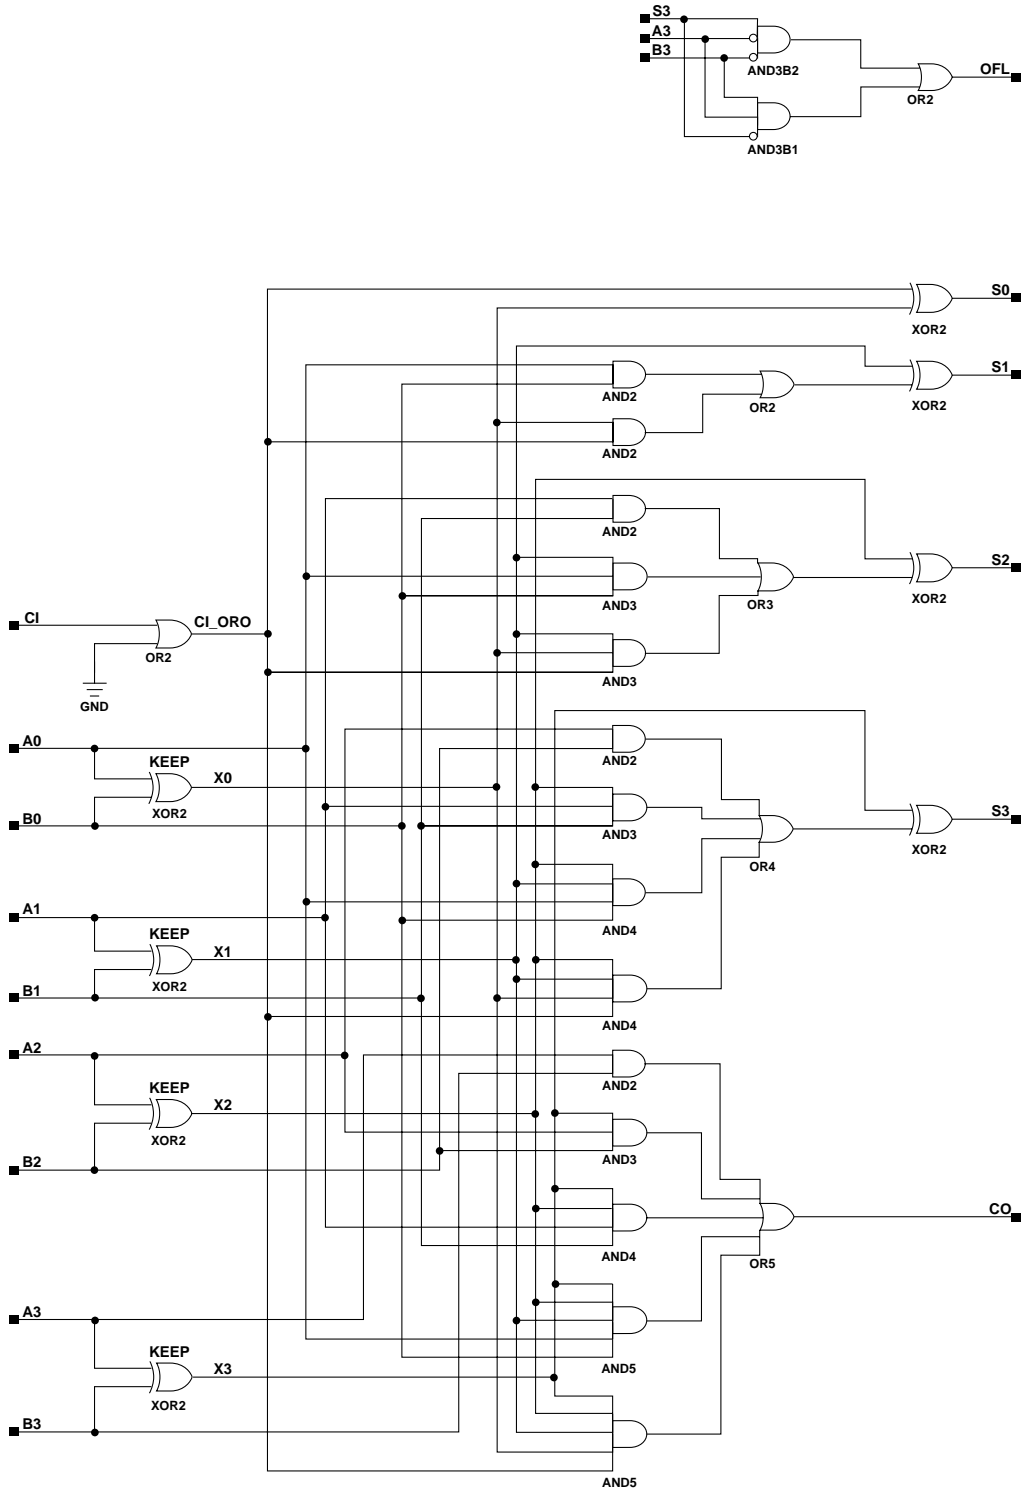 S3
A3
B3
AND3B2
OFL
OR2
AND3B1
S0
XOR2
S1
AND2
OR2
XOR2
AND2
AND2
S2
AND3
OR3
XOR2
CI
CI_ORO
OR2
AND3
GND
A0
KEEP
X0
AND2
XOR2
B0
AND3
S3
OR4
XOR2
A1
AND4
KEEP
X1
XOR2
B1
AND4
A2
KEEP
AND2
X2
XOR2
B2
AND3
CO
AND4
OR5
A3
KEEP
X3
AND5
XOR2
B3
AND5